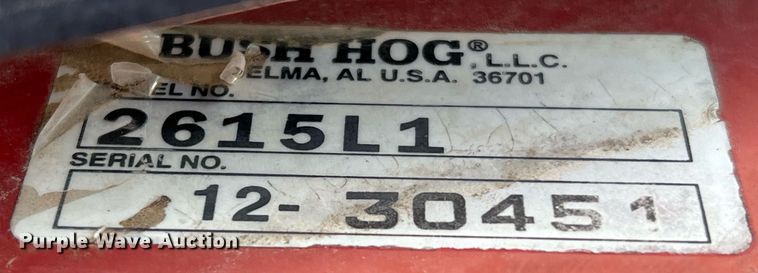 BUSH HOG®, L.L.C.
ELMA, AL U.S.A. 36701
EL NO.
2615L1
SERIAL NO.
12-30451
Purple Wave Auction